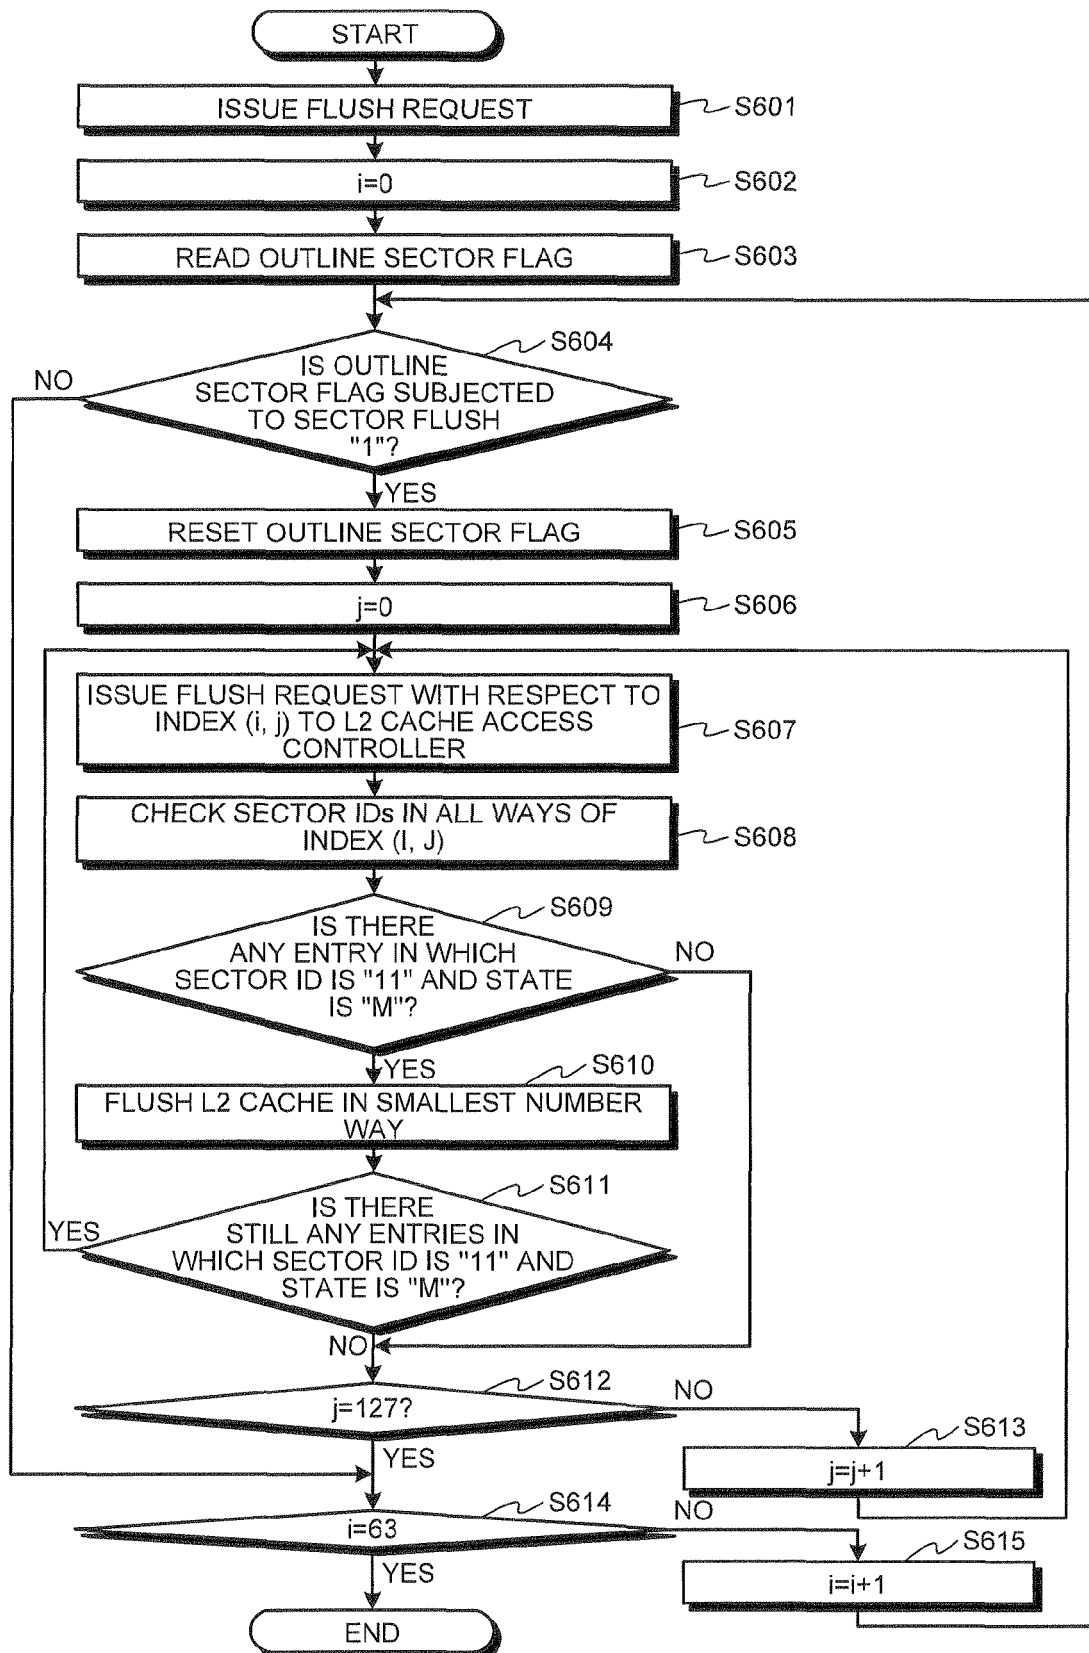 START
ISSUE FLUSH REQUEST
S601
i=0
S602
READ OUTLINE SECTOR FLAG
S603
S604
IS OUTLINE
SECTOR FLAG SUBJECTED
TO SECTOR FLUSH
"1"?
NO
YES
RESET OUTLINE SECTOR FLAG
S605
j=0
S606
ISSUE FLUSH REQUEST WITH RESPECT TO
INDEX (i, j) TO L2 CACHE ACCESS
CONTROLLER
S607
CHECK SECTOR IDs IN ALL WAYS OF
INDEX (I, J)
S608
S609
IS THERE
ANY ENTRY IN WHICH
SECTOR ID IS "11" AND STATE
IS "M"?
NO
YES
S610
FLUSH L2 CACHE IN SMALLEST NUMBER
WAY
S611
IS THERE
STILL ANY ENTRIES IN
WHICH SECTOR ID IS "11" AND
STATE IS "M"?
YES
NO
S612
j=127?
NO
YES
S613
j=j+1
S614
i=63
NO
YES
S615
i=i+1
END